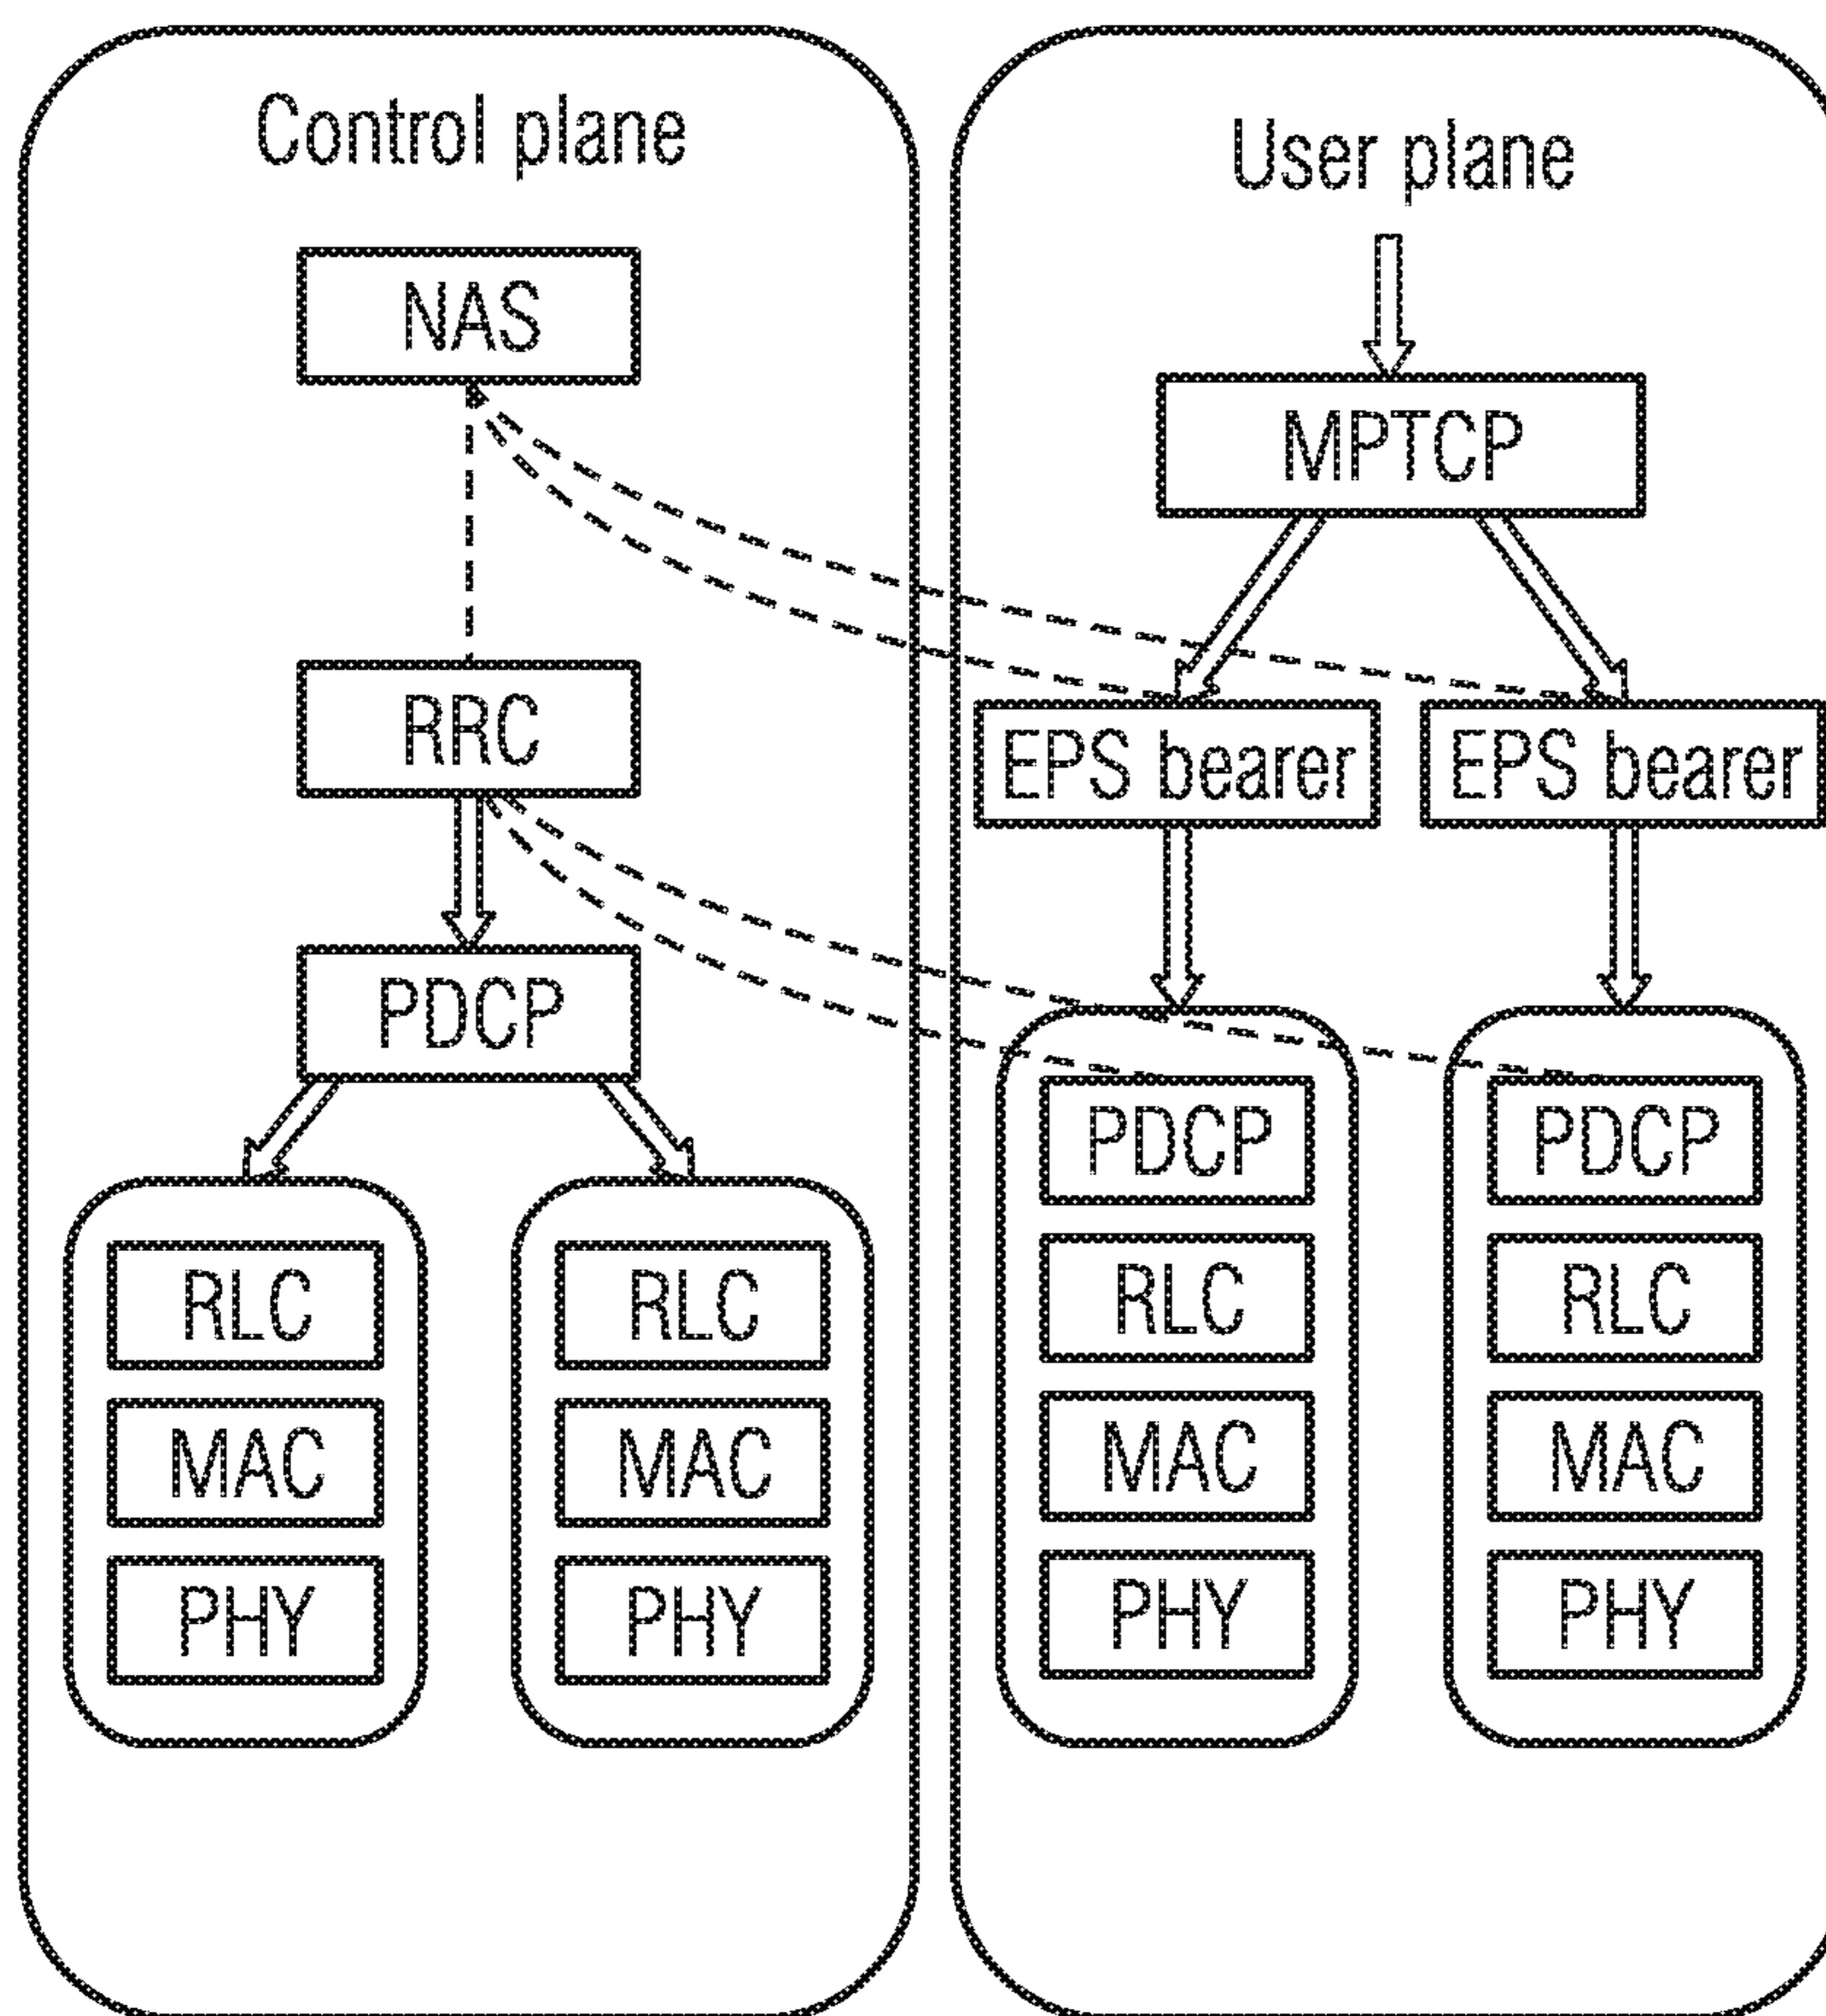 Control plane
NAS
RRC
PDCP
RLC
MAC
PHY
RLC
MAC
PHY
User plane
MPTCP
EPS bearer
EPS bearer
PDCP
RLC
MAC
PHY
PDCP
RLC
MAC
PHY